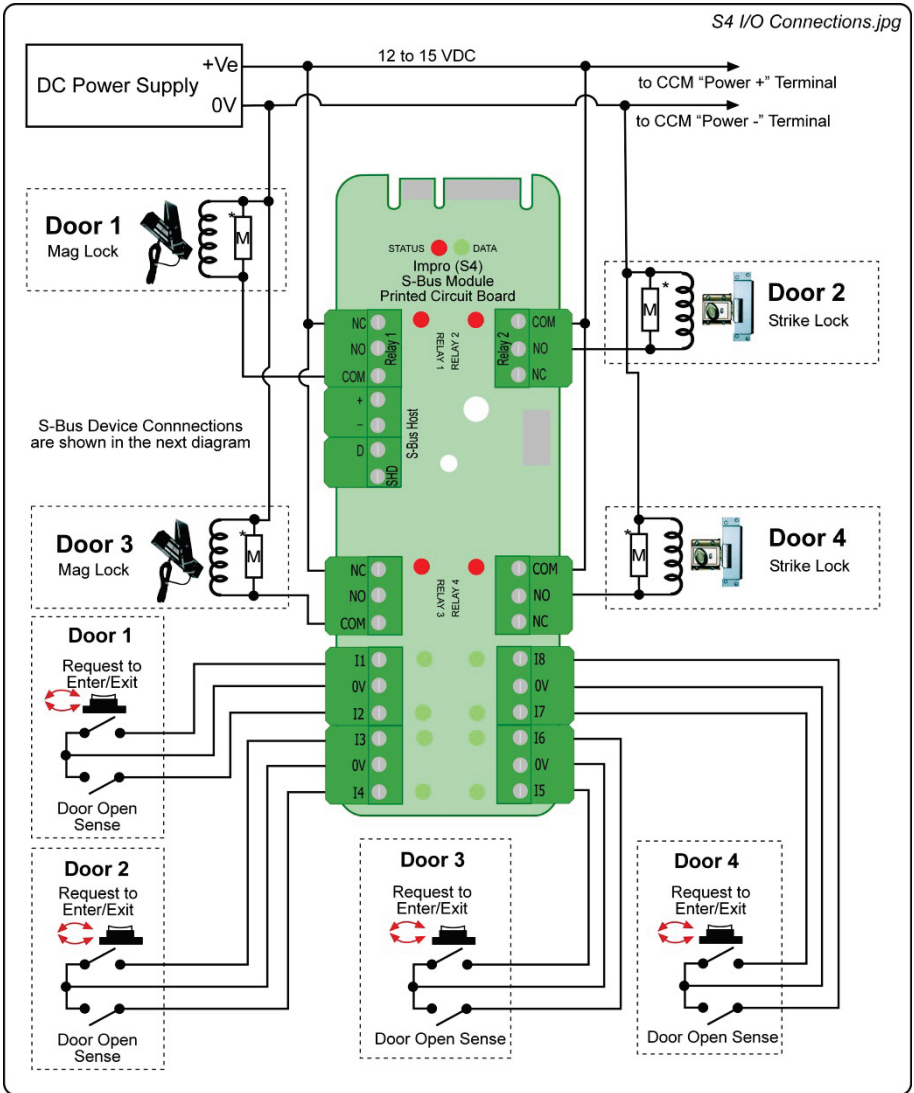 S4 I/O Connections.jpg
DC Power Supply
+Ve
0V
12 to 15 VDC
to CCM “Power +” Terminal
to CCM “Power -” Terminal
Door 1
Mag Lock
*
M
STATUS
DATA
Impro (S4)
S-Bus Module
Printed Circuit Board
M
*
Door 2
Strike Lock
NC
NO
COM
Relay 1
RELAY 1
RELAY 2
Relay 2
COM
NO
NC
+
–
D
SHD
S-Bus Host
S-Bus Device Connnections
are shown in the next diagram
Door 3
Mag Lock
*
M
NC
NO
COM
RELAY 3
RELAY 4
COM
NO
NC
*
M
Door 4
Strike Lock
Door 1
Request to
Enter/Exit
Door Open
Sense
I1
0V
I2
I3
0V
I4
I8
0V
I7
I6
0V
I5
Door 2
Request to
Enter/Exit
Door Open
Sense
Door 3
Request to
Enter/Exit
Door Open Sense
Door 4
Request to
Enter/Exit
Door Open Sense